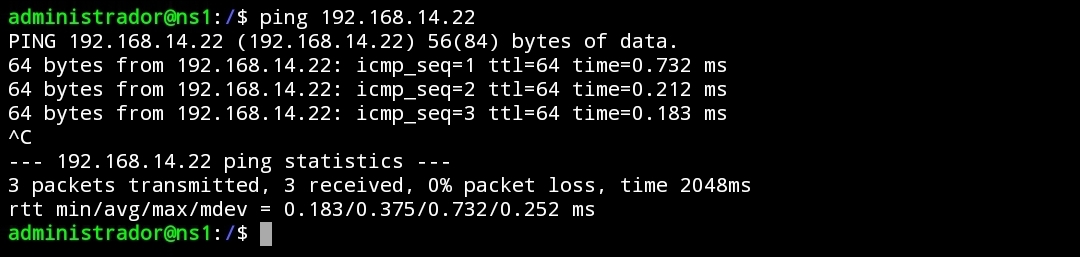 administrador@ns1:/$ ping 192.168.14.22
PING 192.168.14.22 (192.168.14.22) 56(84) bytes of data.
64 bytes from 192.168.14.22: icmp_seq=1 ttl=64 time=0.732 ms
64 bytes from 192.168.14.22: icmp_seq=2 ttl=64 time=0.212 ms
64 bytes from 192.168.14.22: icmp_seq=3 ttl=64 time=0.183 ms
^C
--- 192.168.14.22 ping statistics ---
3 packets transmitted, 3 received, 0% packet loss, time 2048ms
rtt min/avg/max/mdev = 0.183/0.375/0.732/0.252 ms
administrador@ns1:/$